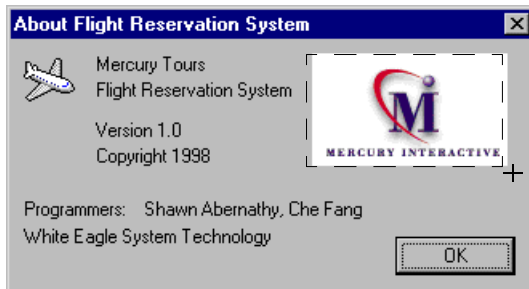 About Flight Reservation System
Mercury Tours
Flight Reservation System
Version 1.0
Copyright 1998
M
MERCURY INTERACTIVE
Programmers: Shawn Abernathy, Che Fang
White Eagle System Technology
OK